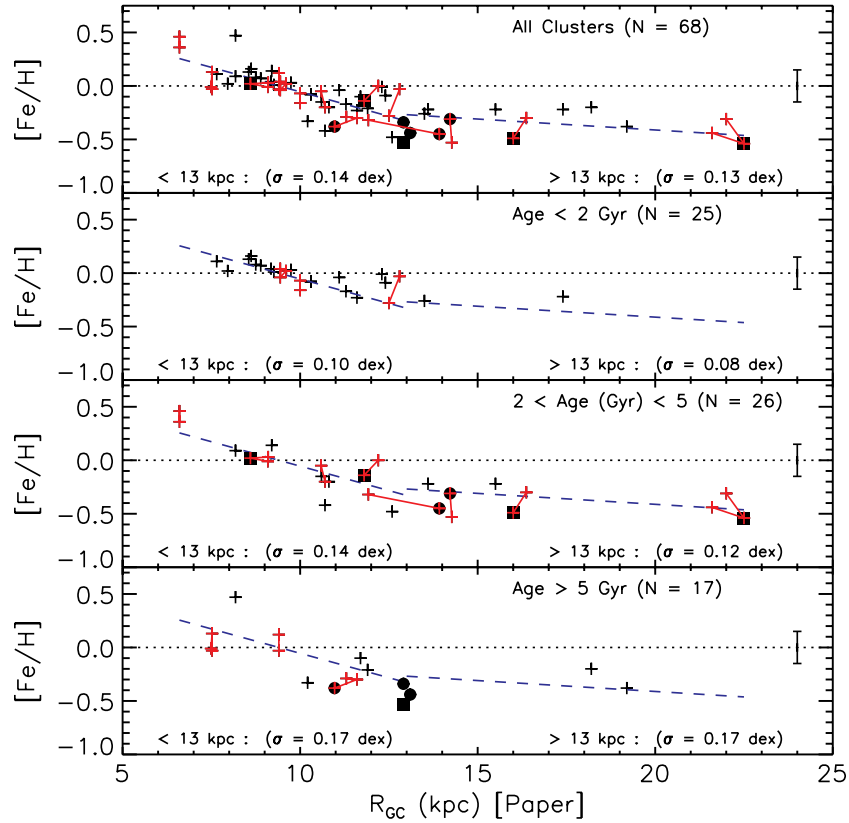 All Clusters (N = 68)
0.5
0.0
−0.5
−1.0
[Fe/H]
< 13 kpc : (σ = 0.14 dex)
> 13 kpc : (σ = 0.13 dex)
Age < 2 Gyr (N = 25)
0.5
0.0
−0.5
−1.0
[Fe/H]
< 13 kpc : (σ = 0.10 dex)
> 13 kpc : (σ = 0.08 dex)
2 < Age (Gyr) < 5 (N = 26)
0.5
0.0
−0.5
−1.0
[Fe/H]
< 13 kpc : (σ = 0.14 dex)
> 13 kpc : (σ = 0.12 dex)
Age > 5 Gyr (N = 17)
0.5
0.0
−0.5
−1.0
[Fe/H]
< 13 kpc : (σ = 0.17 dex)
> 13 kpc : (σ = 0.17 dex)
5 10 15 20 25
R_GC (kpc) [Paper]